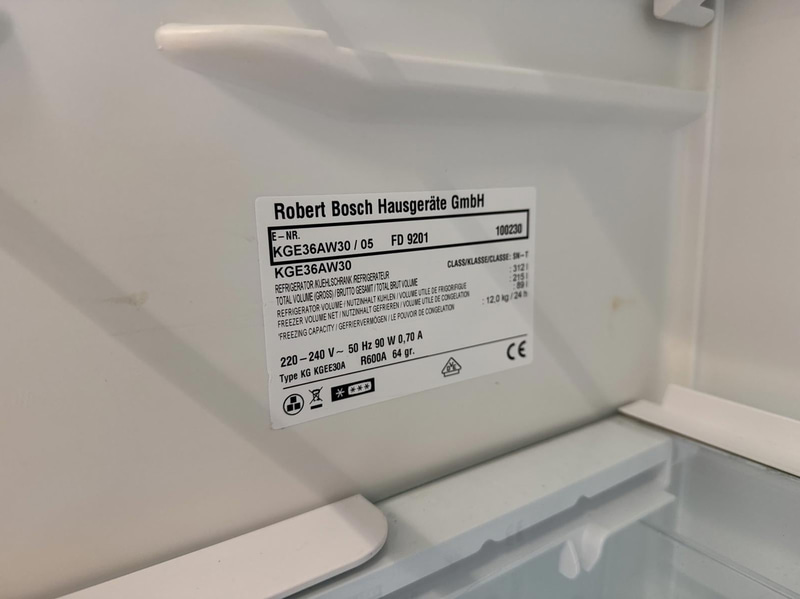 Robert Bosch Hausgeräte GmbH
E-NR.
KGE36AW30 / 05 FD 9201 100230
KGE36AW30 CLASS/KLASSE/CLASSE: SN-T
REFRIGERATOR/KUEHLSCHRANK/REFRIGERATEUR
TOTAL VOLUME (GROSS) / BRUTTO GESAMT / TOTAL BRUT VOLUME : 312 l
REFRIGERATOR VOLUME / NUTZINHALT KUHLEN / VOLUME UTILE DE FRIGORIFIQUE : 215 l
FREEZER VOLUME NET / NUTZINHALT GEFRIEREN / VOLUME UTILE DE CONGELATION : 89 l
*FREEZING CAPACITY / GEFRIERVERMÖGEN / LE POUVOIR DE CONGELATION : 12,0 kg / 24 h
220-240 V~ 50 Hz 90 W 0,70 A
Type KG KGEE30A R600A 64 gr.
CE